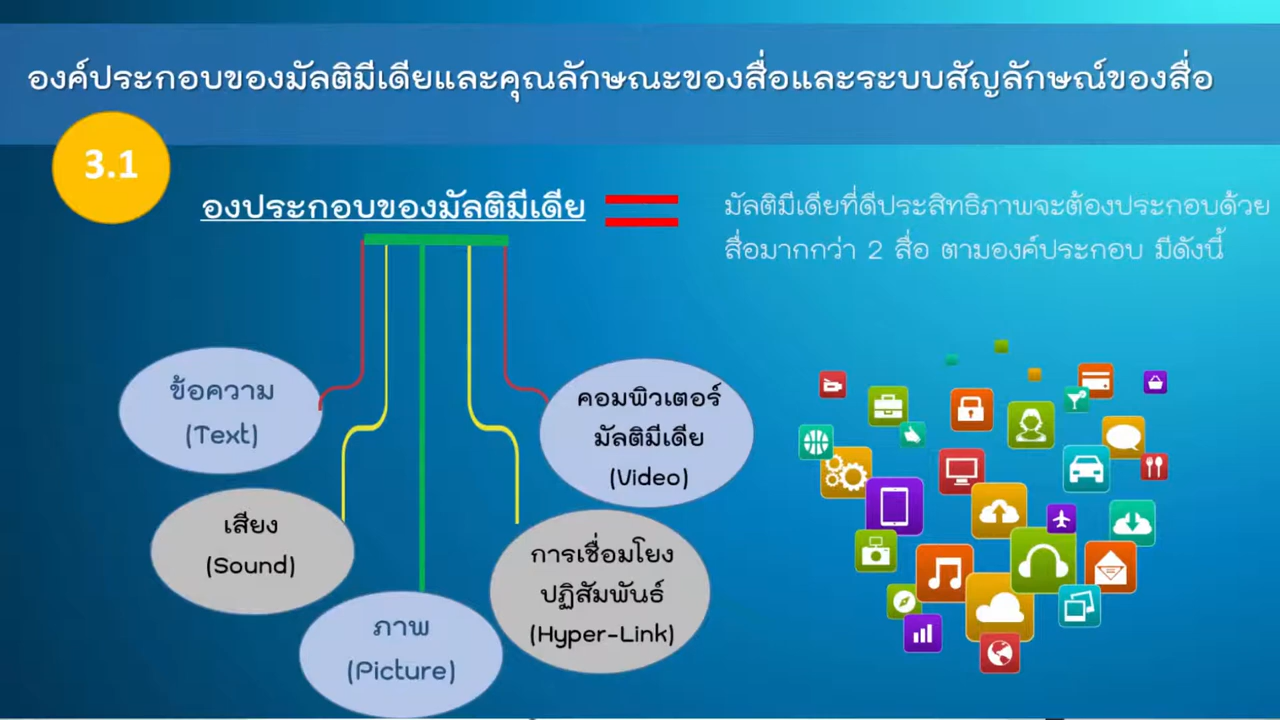 องค์ประกอบของมัลติมีเดียและคุณลักษณะของสื่อและระบบสัญลักษณ์ของสื่อ
3.1
องประกอบของมัลติมีเดีย
มัลติมีเดียที่ดีประสิทธิภาพจะต้องประกอบด้วย
สื่อมากกว่า 2 สื่อ ตามองค์ประกอบ มีดังนี้
ข้อความ
(Text)
เสียง
(Sound)
ภาพ
(Picture)
การเชื่อมโยง
ปฏิสัมพันธ์
(Hyper-Link)
คอมพิวเตอร์
มัลติมีเดีย
(Video)